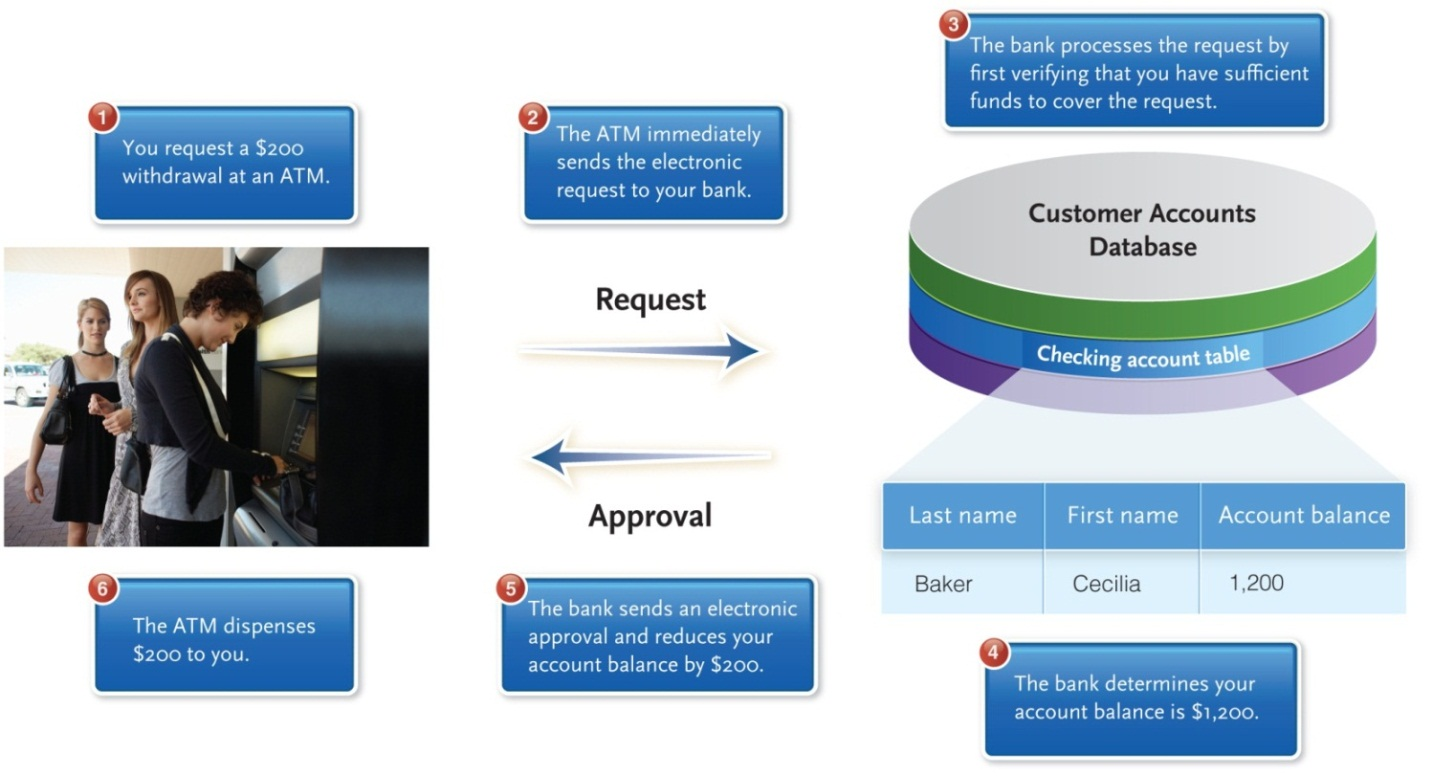 1
You request a $200
withdrawal at an ATM.
2
The ATM immediately
sends the electronic
request to your bank.
3
The bank processes the request by
first verifying that you have sufficient
funds to cover the request.
Customer Accounts
Database
Checking account table
Request
Approval
Last name First name Account balance
Baker Cecilia 1,200
4
The bank determines your
account balance is $1,200.
5
The bank sends an electronic
approval and reduces your
account balance by $200.
6
The ATM dispenses
$200 to you.